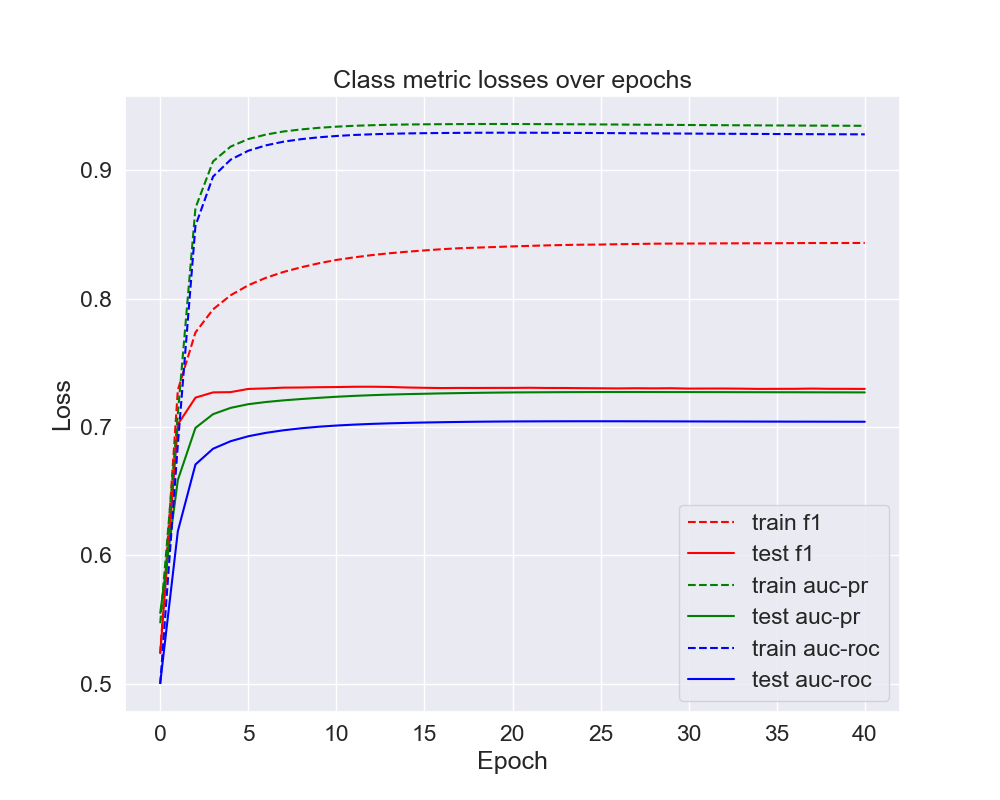 Class metric losses over epochs
Loss
0.9
0.8
0.7
0.6
0.5
train f1
test f1
train auc-pr
test auc-pr
train auc-roc
test auc-roc
0 5 10 15 20 25 30 35 40
Epoch